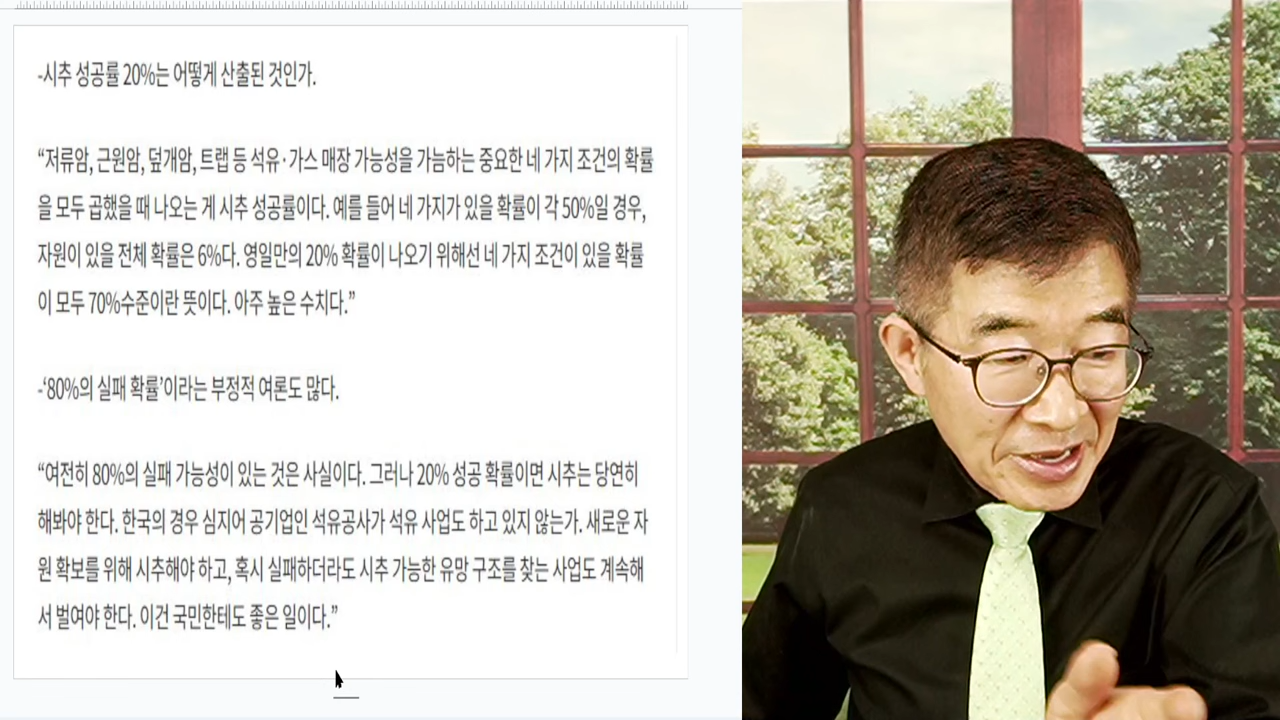 -시추 성공률 20%는 어떻게 산출된 것인가.
“저류암, 근원암, 덮개암, 트랩 등 석유·가스 매장 가능성을 가늠하는 중요한 네 가지 조건의 확률
을 모두 곱했을 때 나오는 게 시추 성공률이다. 예를 들어 네 가지가 있을 확률이 각 50%일 경우,
자원이 있을 전체 확률은 6%다. 영일만의 20% 확률이 나오기 위해선 네 가지 조건이 있을 확률
이 모두 70%수준이란 뜻이다. 아주 높은 수치다.”
-‘80%의 실패 확률’이라는 부정적 여론도 많다.
“여전히 80%의 실패 가능성이 있는 것은 사실이다. 그러나 20% 성공 확률이면 시추는 당연히
해봐야 한다. 한국의 경우 심지어 공기업인 석유공사가 석유 사업도 하고 있지 않는가. 새로운 자
원 확보를 위해 시추해야 하고, 혹시 실패하더라도 시추 가능한 유망 구조를 찾는 사업도 계속해
서 벌여야 한다. 이건 국민한테도 좋은 일이다.”